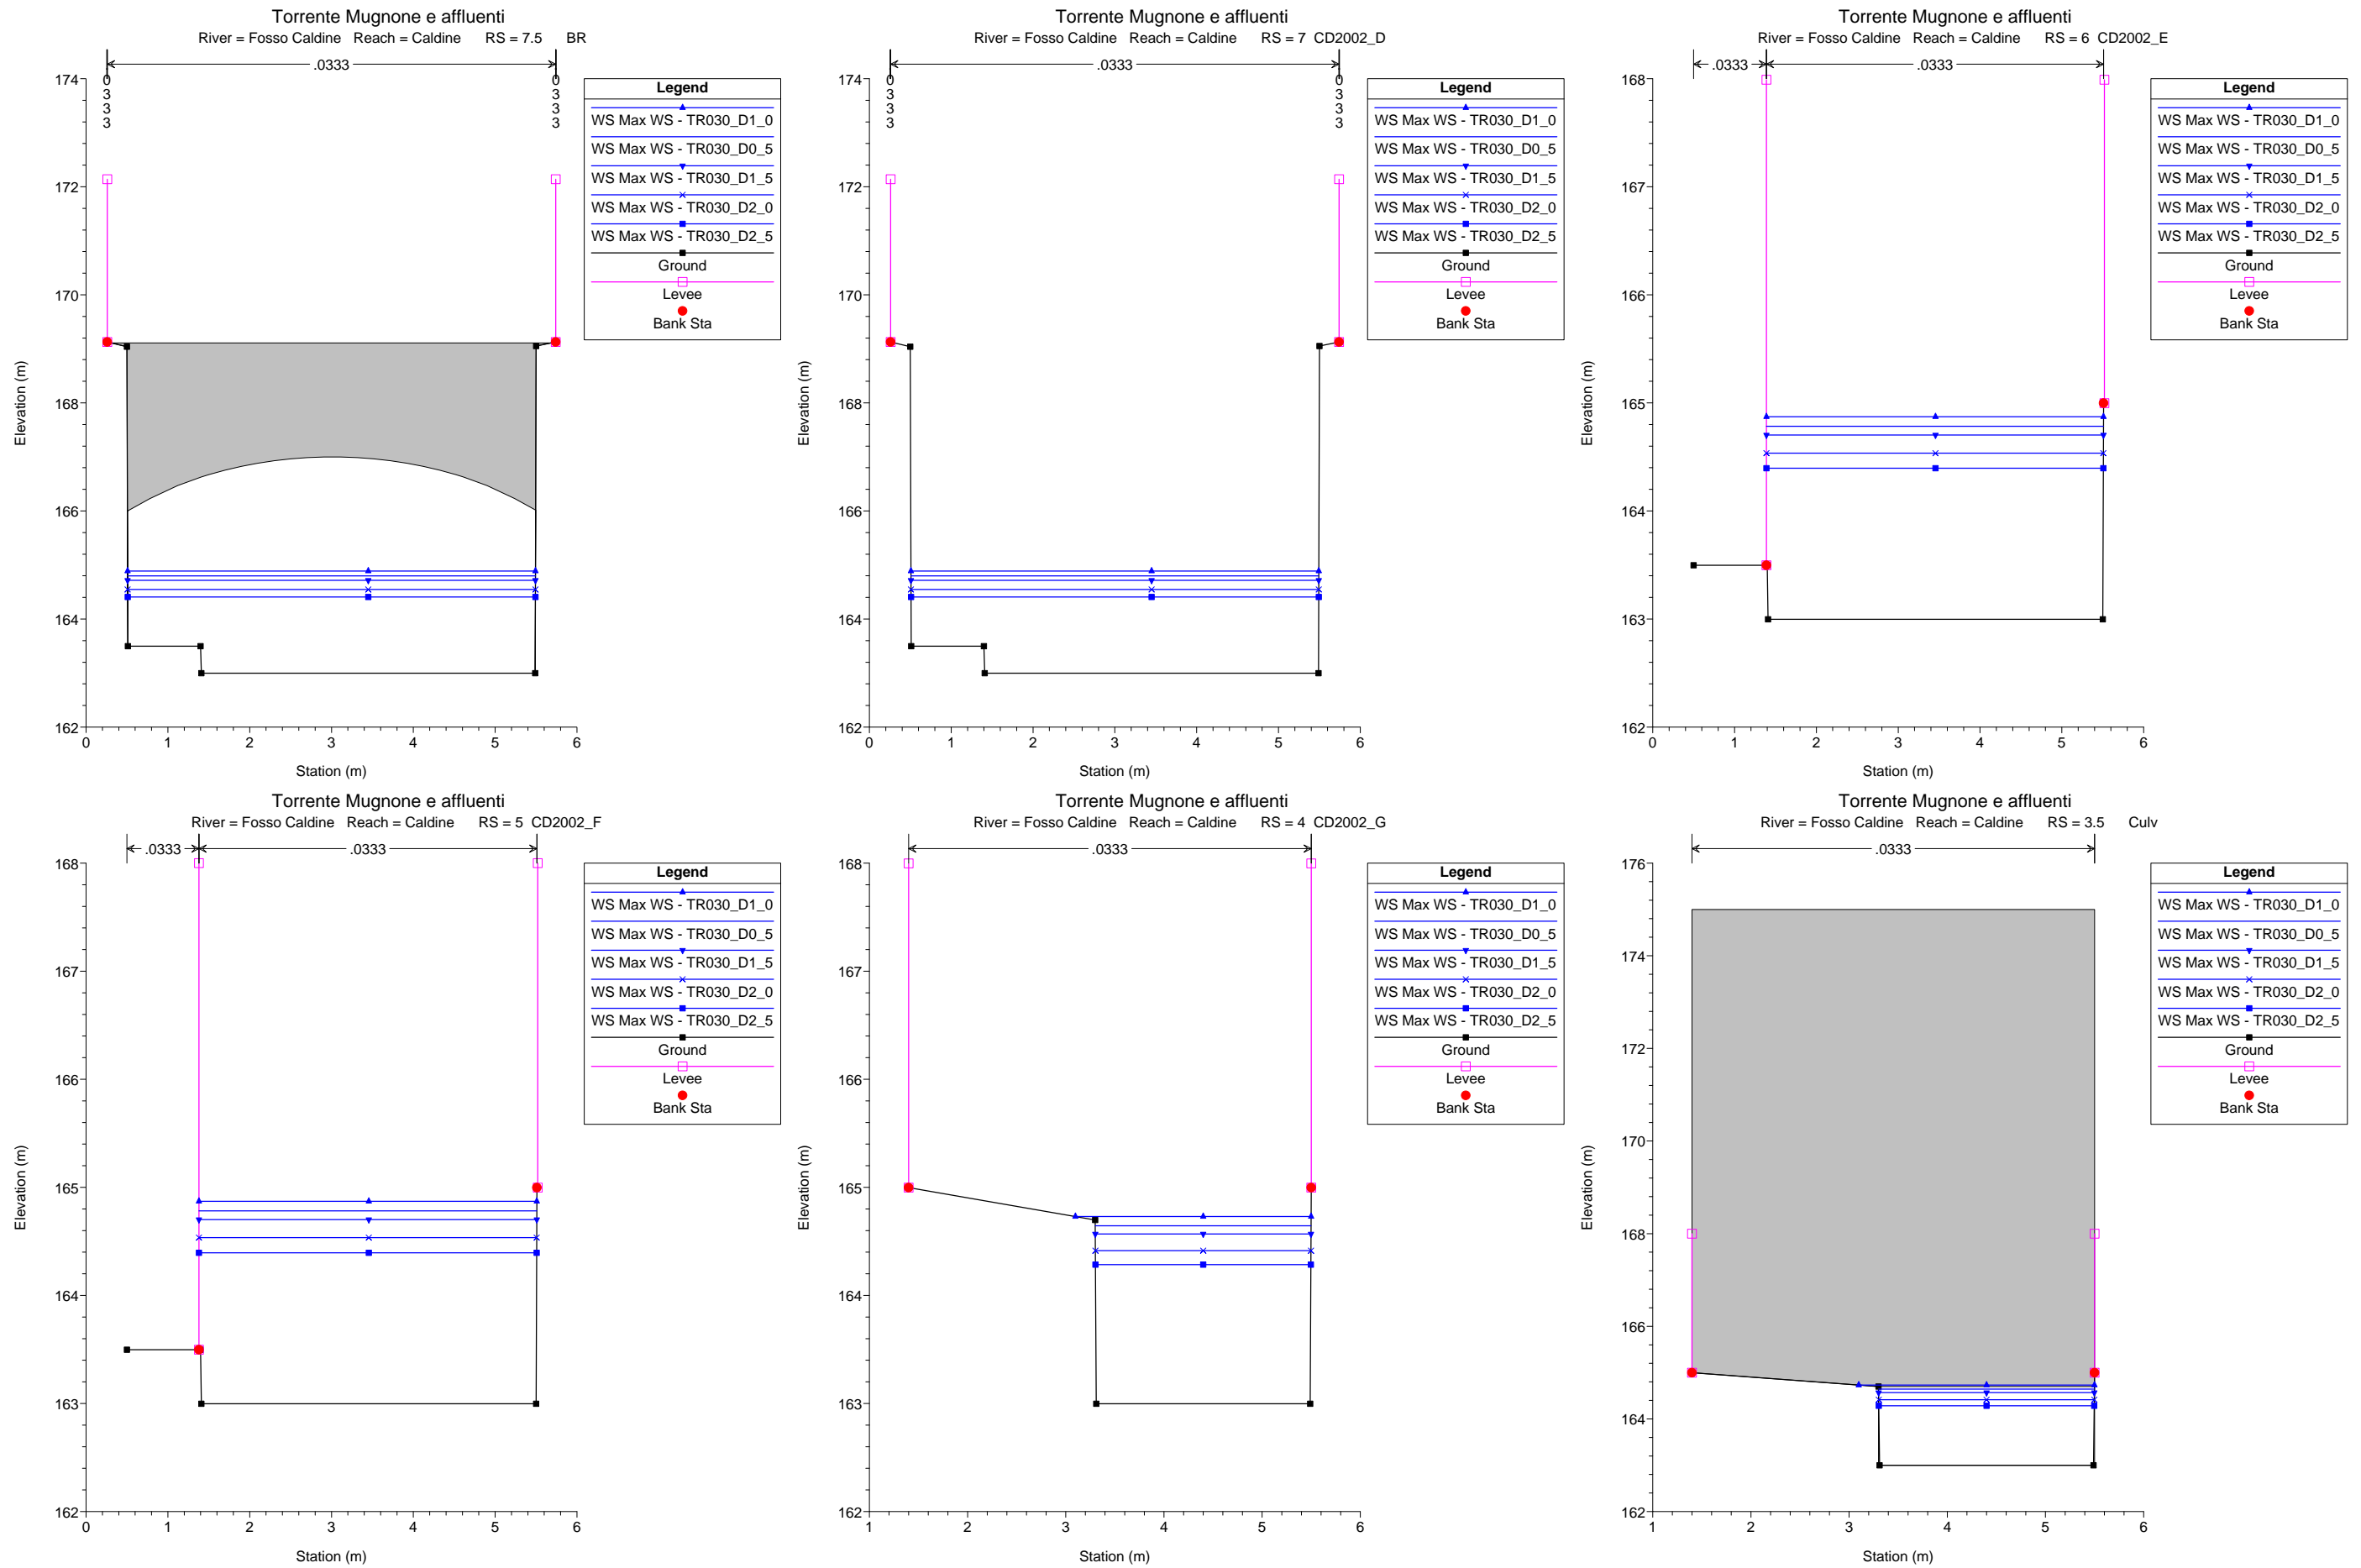 Torrente Mugnone e affluenti
River = Fosso Caldine Reach = Caldine RS = 7.5 BR
.0333
0
3
3
3
0
3
3
3
174
172
170
168
166
164
162
Elevation (m)
0 1 2 3 4 5 6
Station (m)
Legend
WS Max WS - TR030_D1_0
WS Max WS - TR030_D0_5
WS Max WS - TR030_D1_5
WS Max WS - TR030_D2_0
WS Max WS - TR030_D2_5
Ground
Levee
Bank Sta
Torrente Mugnone e affluenti
River = Fosso Caldine Reach = Caldine RS = 7 CD2002_D
.0333
0
3
3
3
0
3
3
3
174
172
170
168
166
164
162
Elevation (m)
0 1 2 3 4 5 6
Station (m)
Legend
WS Max WS - TR030_D1_0
WS Max WS - TR030_D0_5
WS Max WS - TR030_D1_5
WS Max WS - TR030_D2_0
WS Max WS - TR030_D2_5
Ground
Levee
Bank Sta
Torrente Mugnone e affluenti
River = Fosso Caldine Reach = Caldine RS = 6 CD2002_E
.0333 .0333
168
167
166
165
164
163
162
Elevation (m)
0 1 2 3 4 5 6
Station (m)
Legend
WS Max WS - TR030_D1_0
WS Max WS - TR030_D0_5
WS Max WS - TR030_D1_5
WS Max WS - TR030_D2_0
WS Max WS - TR030_D2_5
Ground
Levee
Bank Sta
Torrente Mugnone e affluenti
River = Fosso Caldine Reach = Caldine RS = 5 CD2002_F
.0333 .0333
168
167
166
165
164
163
162
Elevation (m)
0 1 2 3 4 5 6
Station (m)
Legend
WS Max WS - TR030_D1_0
WS Max WS - TR030_D0_5
WS Max WS - TR030_D1_5
WS Max WS - TR030_D2_0
WS Max WS - TR030_D2_5
Ground
Levee
Bank Sta
Torrente Mugnone e affluenti
River = Fosso Caldine Reach = Caldine RS = 4 CD2002_G
.0333
168
167
166
165
164
163
162
Elevation (m)
1 2 3 4 5 6
Station (m)
Legend
WS Max WS - TR030_D1_0
WS Max WS - TR030_D0_5
WS Max WS - TR030_D1_5
WS Max WS - TR030_D2_0
WS Max WS - TR030_D2_5
Ground
Levee
Bank Sta
Torrente Mugnone e affluenti
River = Fosso Caldine Reach = Caldine RS = 3.5 Culv
.0333
176
174
172
170
168
166
164
162
Elevation (m)
1 2 3 4 5 6
Station (m)
Legend
WS Max WS - TR030_D1_0
WS Max WS - TR030_D0_5
WS Max WS - TR030_D1_5
WS Max WS - TR030_D2_0
WS Max WS - TR030_D2_5
Ground
Levee
Bank Sta